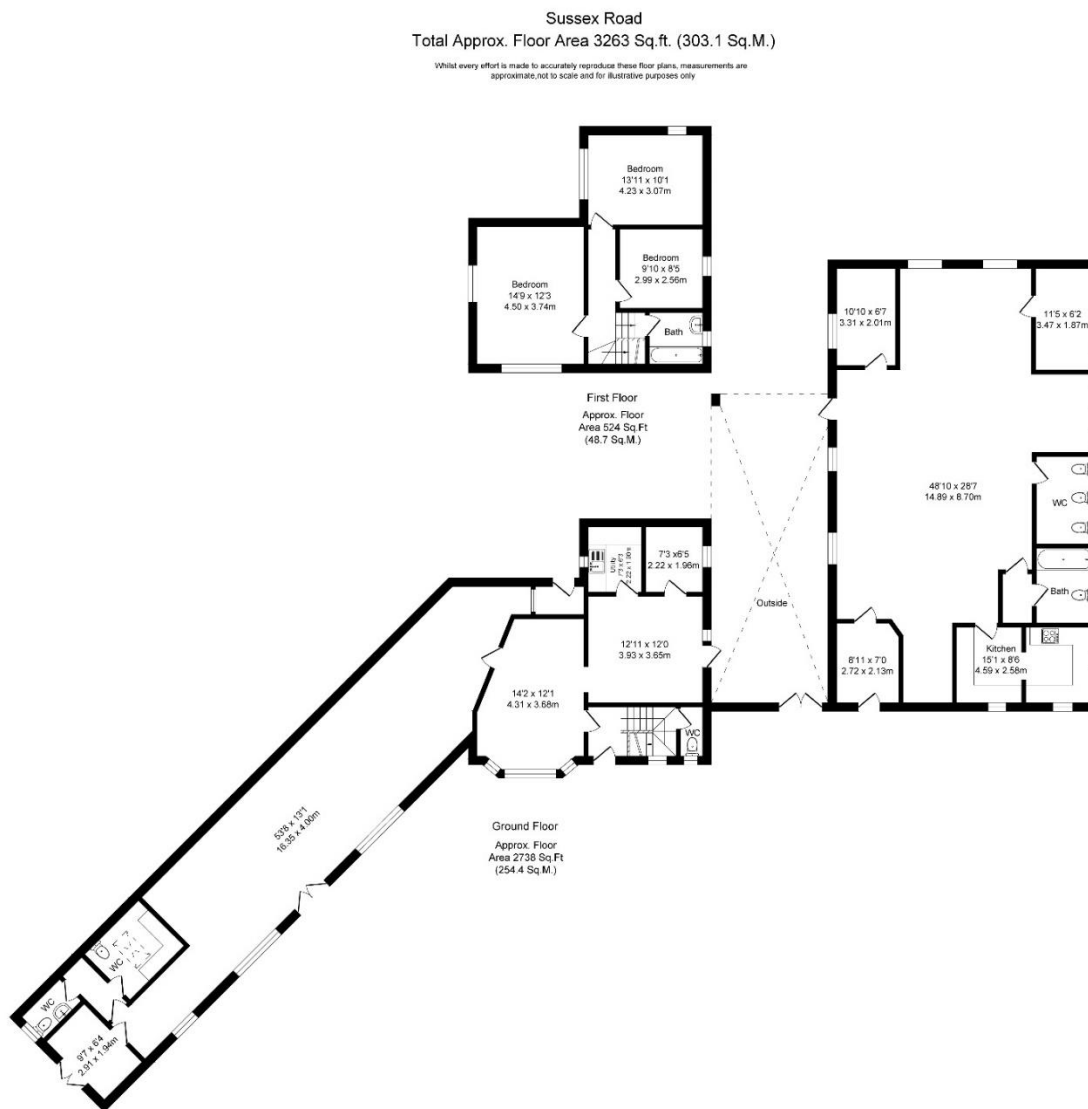 Sussex Road
Total Approx. Floor Area 3263 Sq.ft. (303.1 Sq.M.)
Whilst every effort is made to accurately reproduce these floor plans, measurements are
approximate,not to scale and for illustrative purposes only
Bedroom
13'11 x 10'1
4.23 x 3.07m
Bedroom
14'9 x 12'3
4.50 x 3.74m
Bedroom
9'10 x 8'5
2.99 x 2.56m
Bath
First Floor
Approx. Floor
Area 524 Sq.Ft
(48.7 Sq.M.)
10'10 x 6'7
3.31 x 2.01m
11'5 x 6'2
3.47 x 1.87m
48'10 x 28'7
14.89 x 8.70m
WC
Bath
Kitchen
15'1 x 8'6
4.59 x 2.58m
8'11 x 7'0
2.72 x 2.13m
Outside
Utility
7'3 x 6'3
2.22 x 1.90m
7'3 x6'5
2.22 x 1.96m
12'11 x 12'0
3.93 x 3.65m
14'2 x 12'1
4.31 x 3.68m
WC
Ground Floor
Approx. Floor
Area 2738 Sq.Ft
(254.4 Sq.M.)
53'8 x 13'1
16.35 x 4.00m
WC
WC
9'7 x 6'4
2.91 x 1.94m